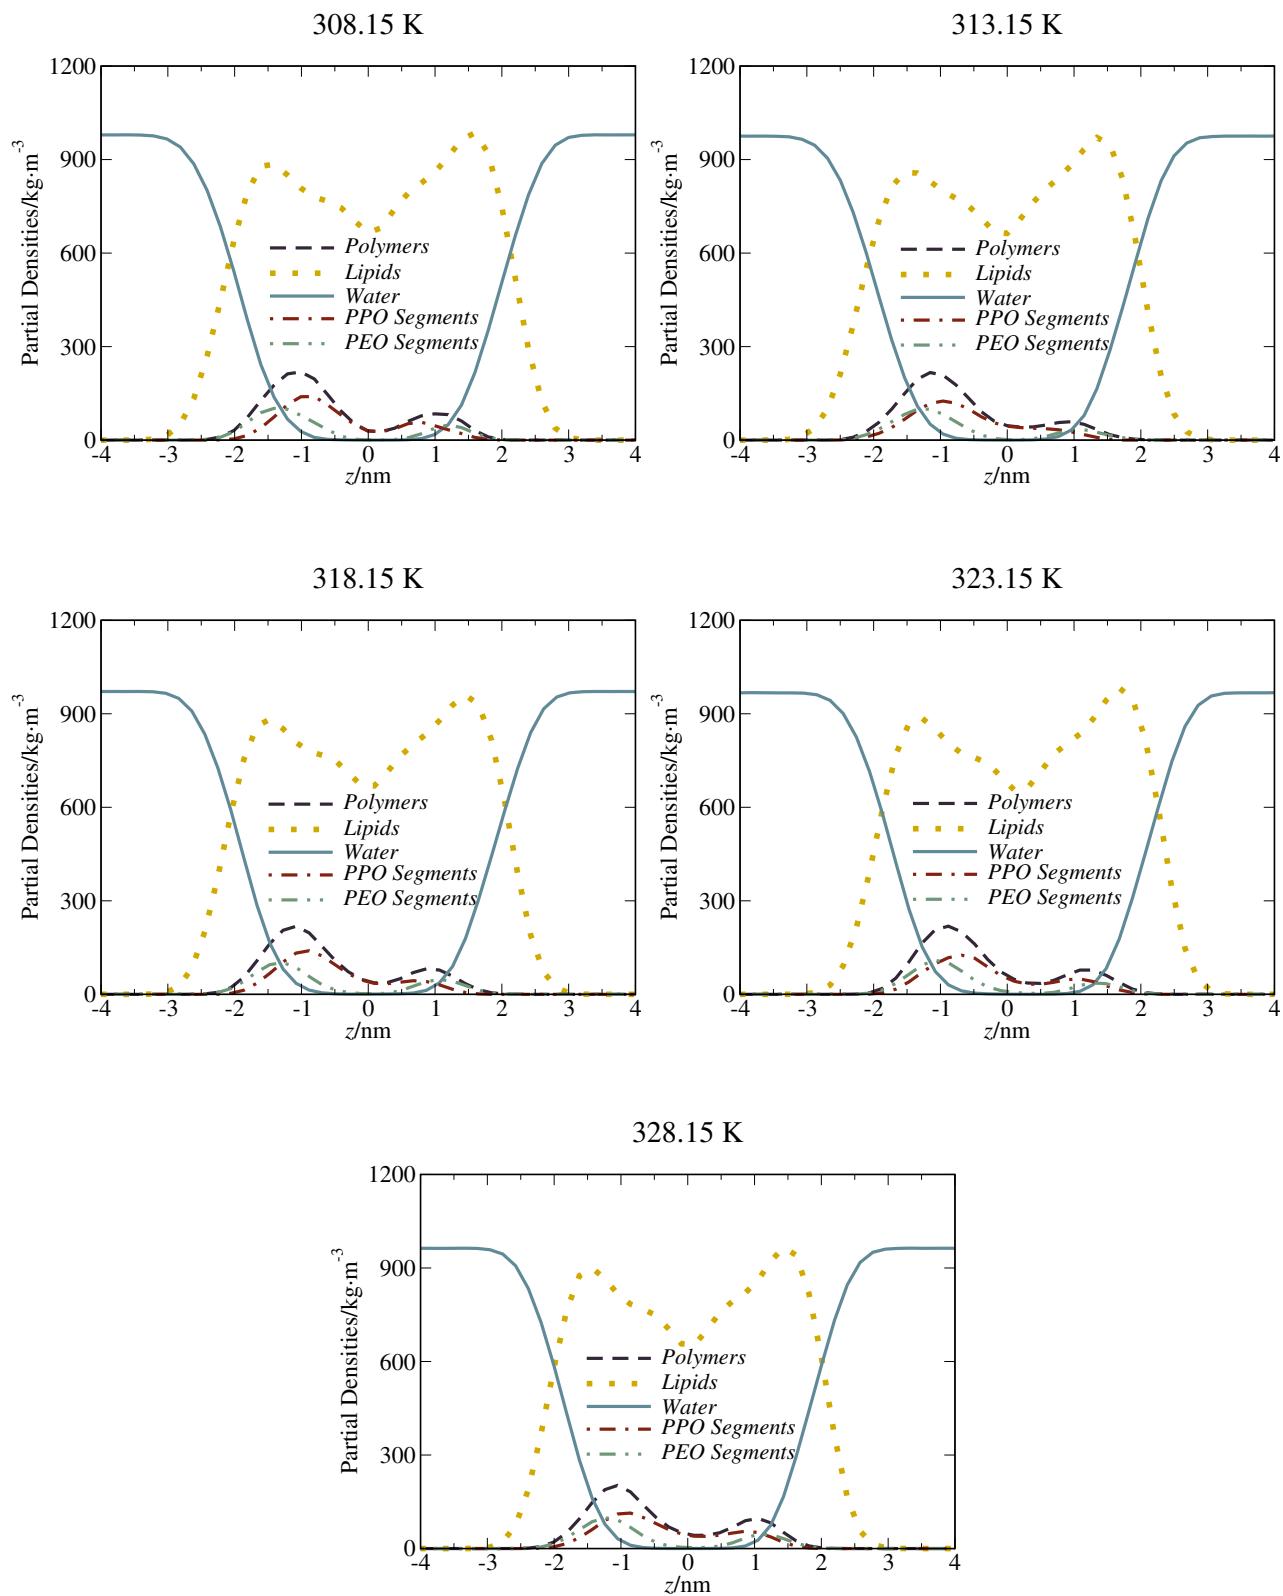 308.15 K
1200
900
600
300
0
Partial Densities/kg·m⁻³
Polymers
Lipids
Water
PPO Segments
PEO Segments
-4 -3 -2 -1 0 1 2 3 4
z/nm
313.15 K
1200
900
600
300
0
Partial Densities/kg·m⁻³
Polymers
Lipids
Water
PPO Segments
PEO Segments
-4 -3 -2 -1 0 1 2 3 4
z/nm
318.15 K
1200
900
600
300
0
Partial Densities/kg·m⁻³
Polymers
Lipids
Water
PPO Segments
PEO Segments
-4 -3 -2 -1 0 1 2 3 4
z/nm
323.15 K
1200
900
600
300
0
Partial Densities/kg·m⁻³
Polymers
Lipids
Water
PPO Segments
PEO Segments
-4 -3 -2 -1 0 1 2 3 4
z/nm
328.15 K
1200
900
600
300
0
Partial Densities/kg·m⁻³
Polymers
Lipids
Water
PPO Segments
PEO Segments
-4 -3 -2 -1 0 1 2 3 4
z/nm